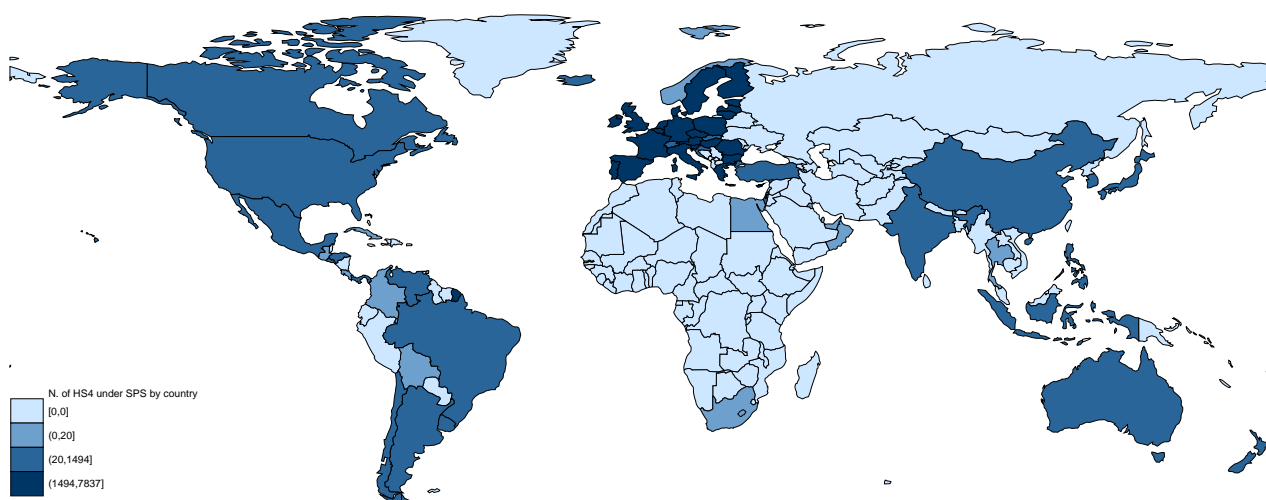 N. of HS4 under SPS by country
[0,0]
(0,20]
(20,1494]
(1494,7837]